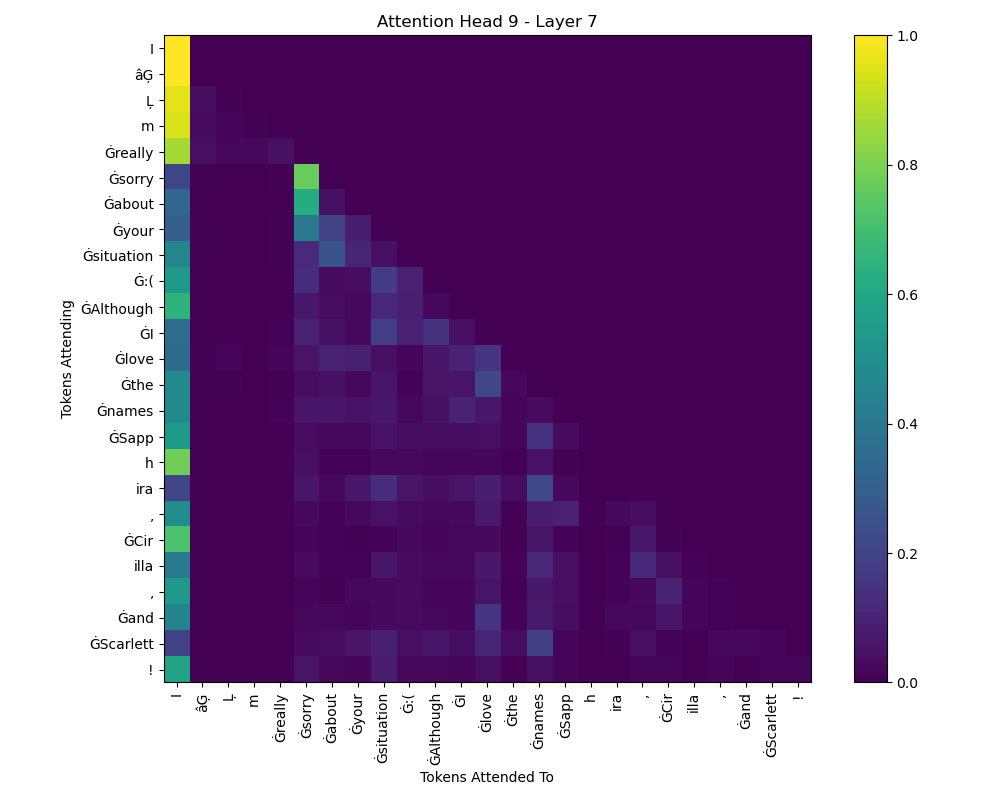 Attention Head 9 - Layer 7
Tokens Attending
I
âĢ
Ļ
m
Ġreally
Ġsorry
Ġabout
Ġyour
Ġsituation
Ġ:(
ĠAlthough
ĠI
Ġlove
Ġthe
Ġnames
ĠSapp
h
ira
,
ĠCir
illa
,
Ġand
ĠScarlett
!
I
âĢ
Ļ
m
Ġreally
Ġsorry
Ġabout
Ġyour
Ġsituation
Ġ:(
ĠAlthough
ĠI
Ġlove
Ġthe
Ġnames
ĠSapp
h
ira
,
ĠCir
illa
,
Ġand
ĠScarlett
!
Tokens Attended To
1.0
0.8
0.6
0.4
0.2
0.0